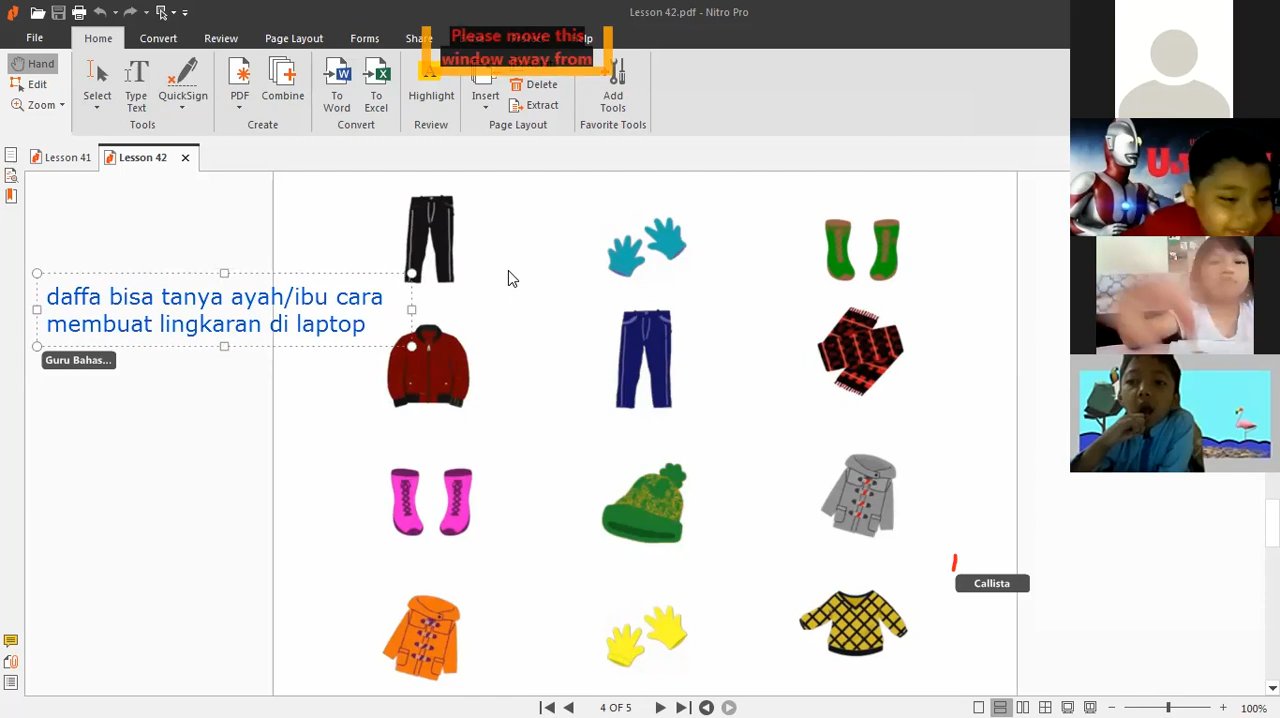 Lesson 42.pdf - Nitro Pro
File
Home
Convert
Review
Page Layout
Forms
Please move this
window away from
Hand
Edit
Zoom
Select
Type
Text
QuickSign
Tools
PDF
Combine
Create
To
Word
To
Excel
Convert
Highlight
Review
Insert
Delete
Extract
Page Layout
Add
Tools
Favorite Tools
Lesson 41
Lesson 42
daffa bisa tanya ayah/ibu cara
membuat lingkaran di laptop
Guru Bahas...
Callista
4 OF 5
100%